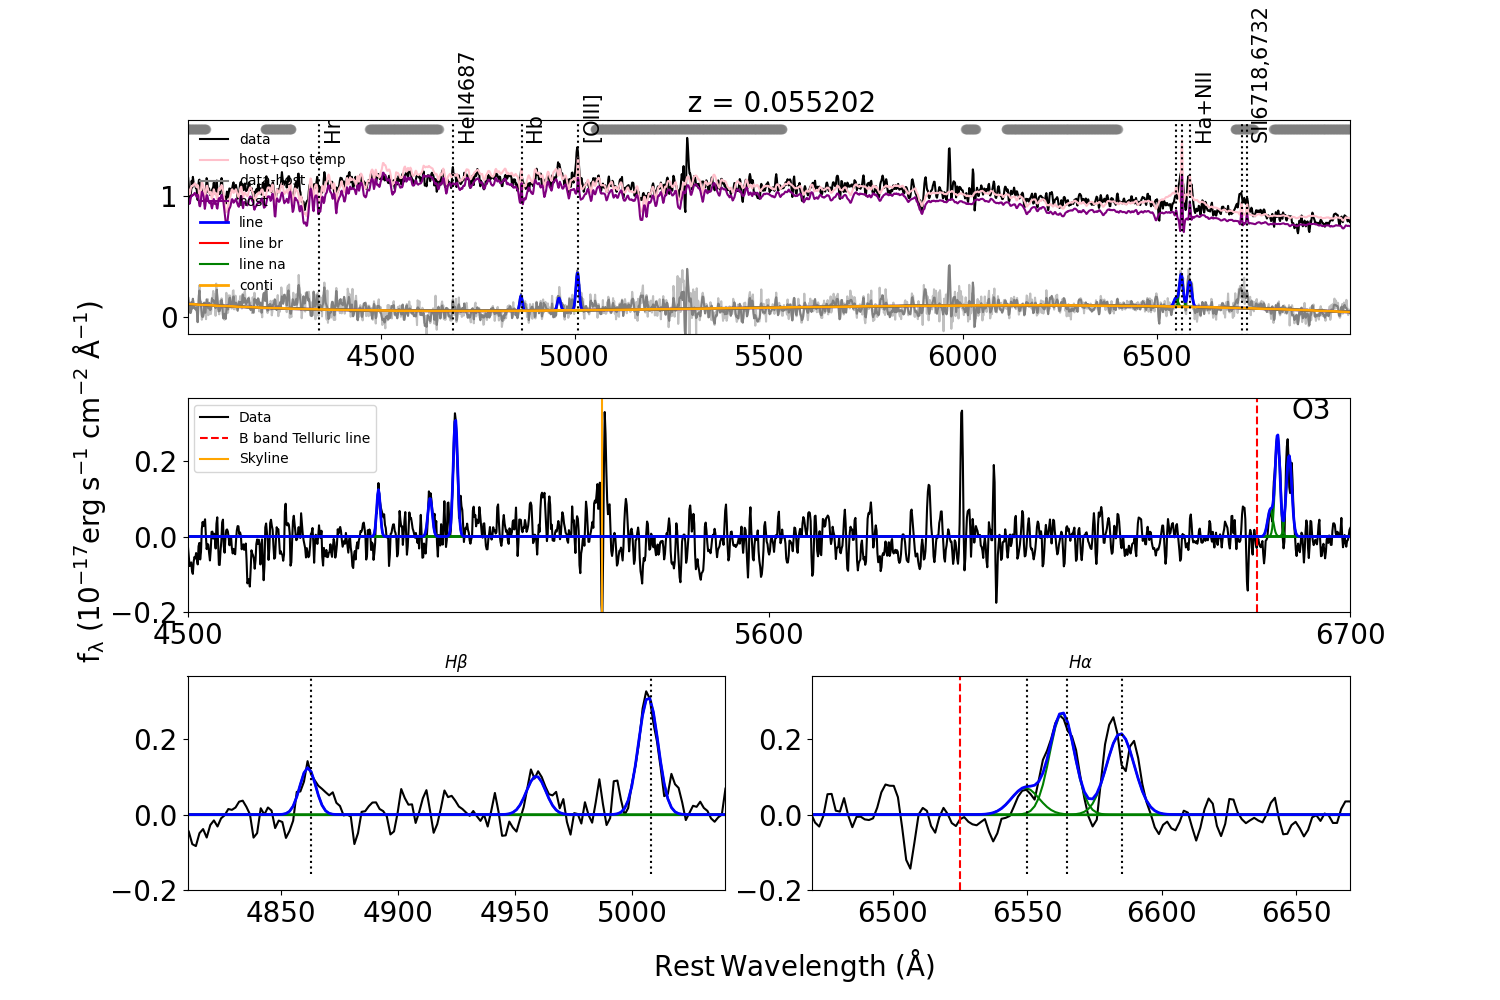 z = 0.055202
Hr
HeII4687
Hb
[OIII]
Ha+NII
SII6718,6732
data
host+qso temp
data-host
host
line
line br
line na
conti
1
0
4500
5000
5500
6000
6500
Data
B band Telluric line
Skyline
O3
0.2
0.0
−0.2
4500
5600
6700
fλ (10−17erg s−1 cm−2 Å−1)
Hβ
0.2
0.0
−0.2
4850
4900
4950
5000
Hα
0.2
0.0
−0.2
6500
6550
6600
6650
Rest Wavelength (Å)